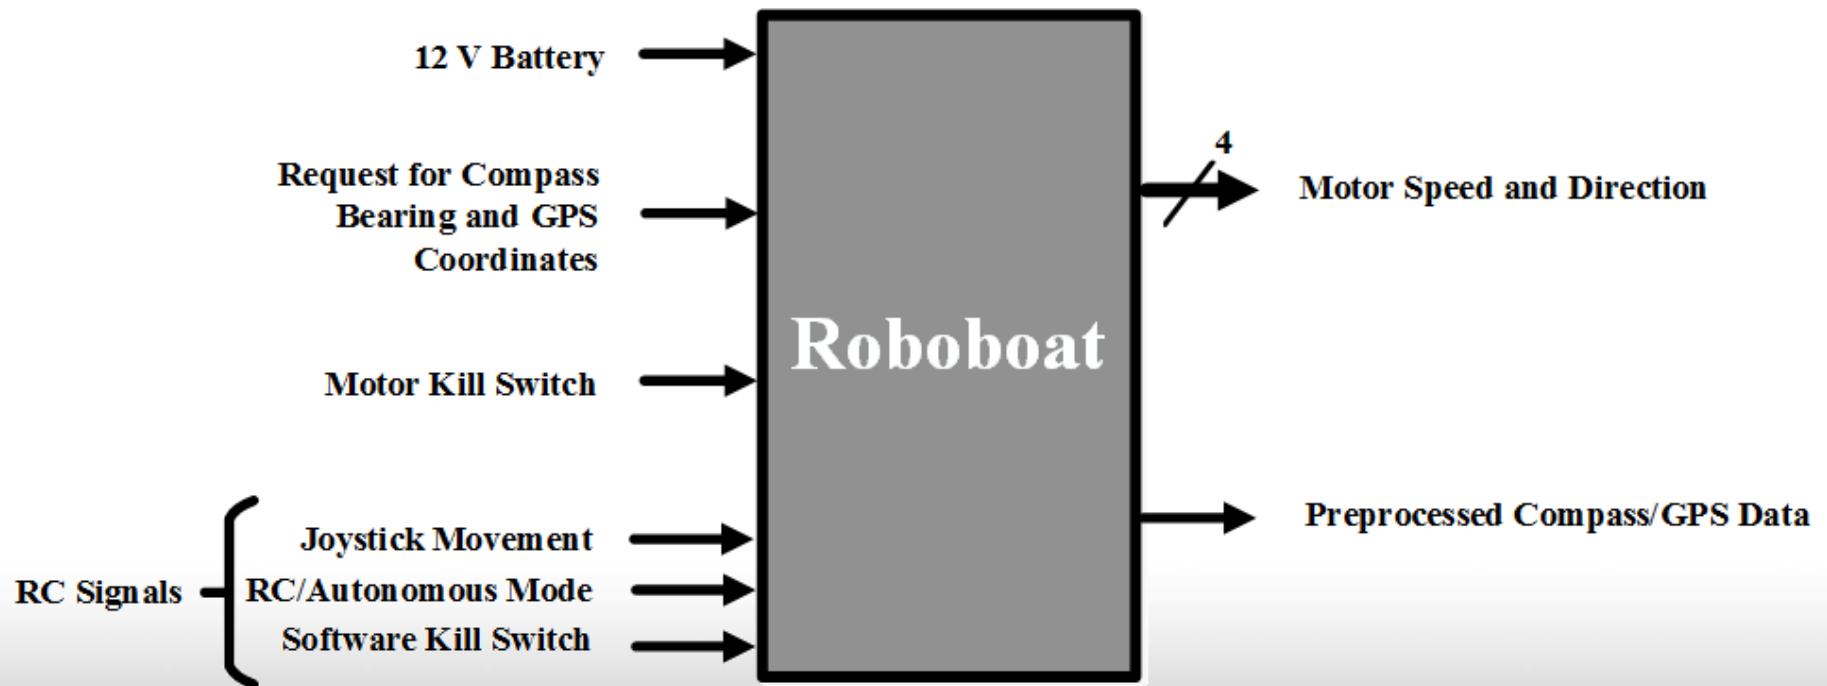 12 V Battery
Request for Compass
Bearing and GPS
Coordinates
Motor Kill Switch
RC Signals
Joystick Movement
RC/Autonomous Mode
Software Kill Switch
Roboboat
4
Motor Speed and Direction
Preprocessed Compass/GPS Data